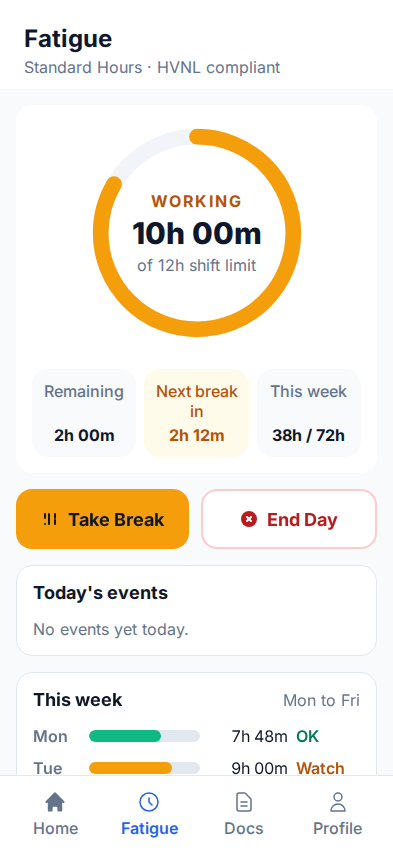 Fatigue
Standard Hours · HVNL compliant
WORKING
10h 00m
of 12h shift limit
Remaining
2h 00m
Next break
in
2h 12m
This week
38h / 72h
Take Break
End Day
Today's events
No events yet today.
This week
Mon to Fri
Mon 7h 48m OK
Tue 9h 00m Watch
Home
Fatigue
Docs
Profile